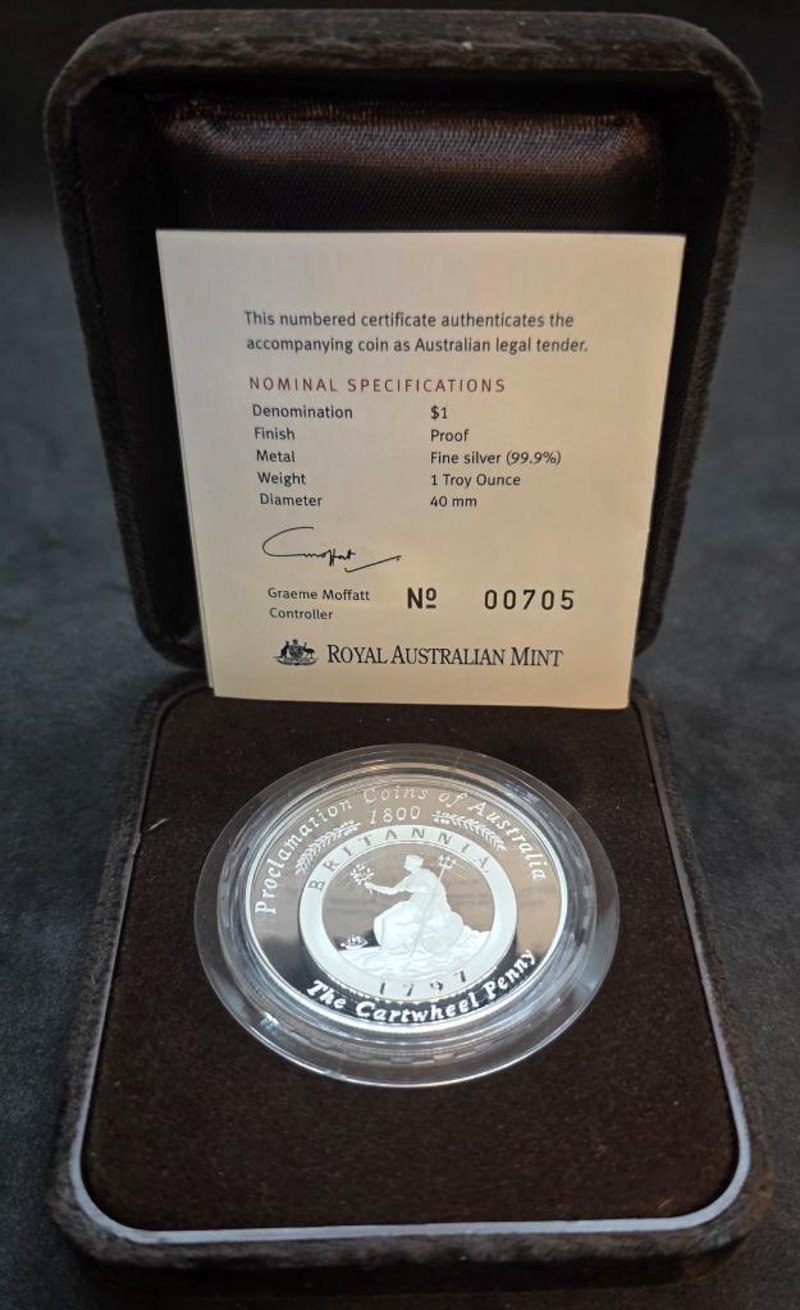 This numbered certificate authenticates the
accompanying coin as Australian legal tender.
NOMINAL SPECIFICATIONS
Denomination $1
Finish Proof
Metal Fine silver (99.9%)
Weight 1 Troy Ounce
Diameter 40 mm
Cmoffat
Graeme Moffatt
Controller
Nº 00705
ROYAL AUSTRALIAN MINT
Proclamation Coins of Australia
1800
BRITANNIA.
1797
The Cartwheel Penny